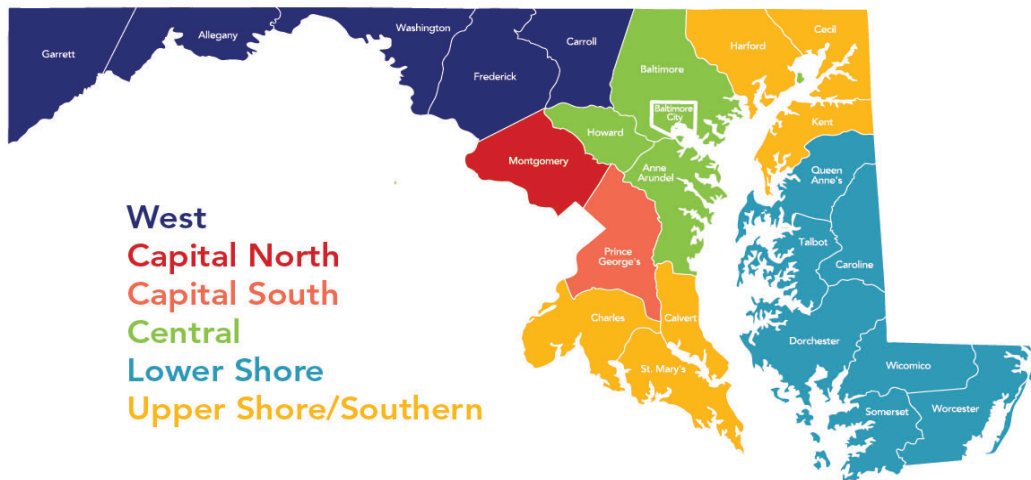 Garrett
Allegany
Washington
Frederick
Carroll
Baltimore
Baltimore
City
Harford
Cecil
Kent
Howard
Anne
Arundel
Montgomery
Prince
George's
Queen
Anne's
Talbot
Caroline
Charles
Calvert
St. Mary's
Dorchester
Wicomico
Somerset
Worcester
West
Capital North
Capital South
Central
Lower Shore
Upper Shore/Southern